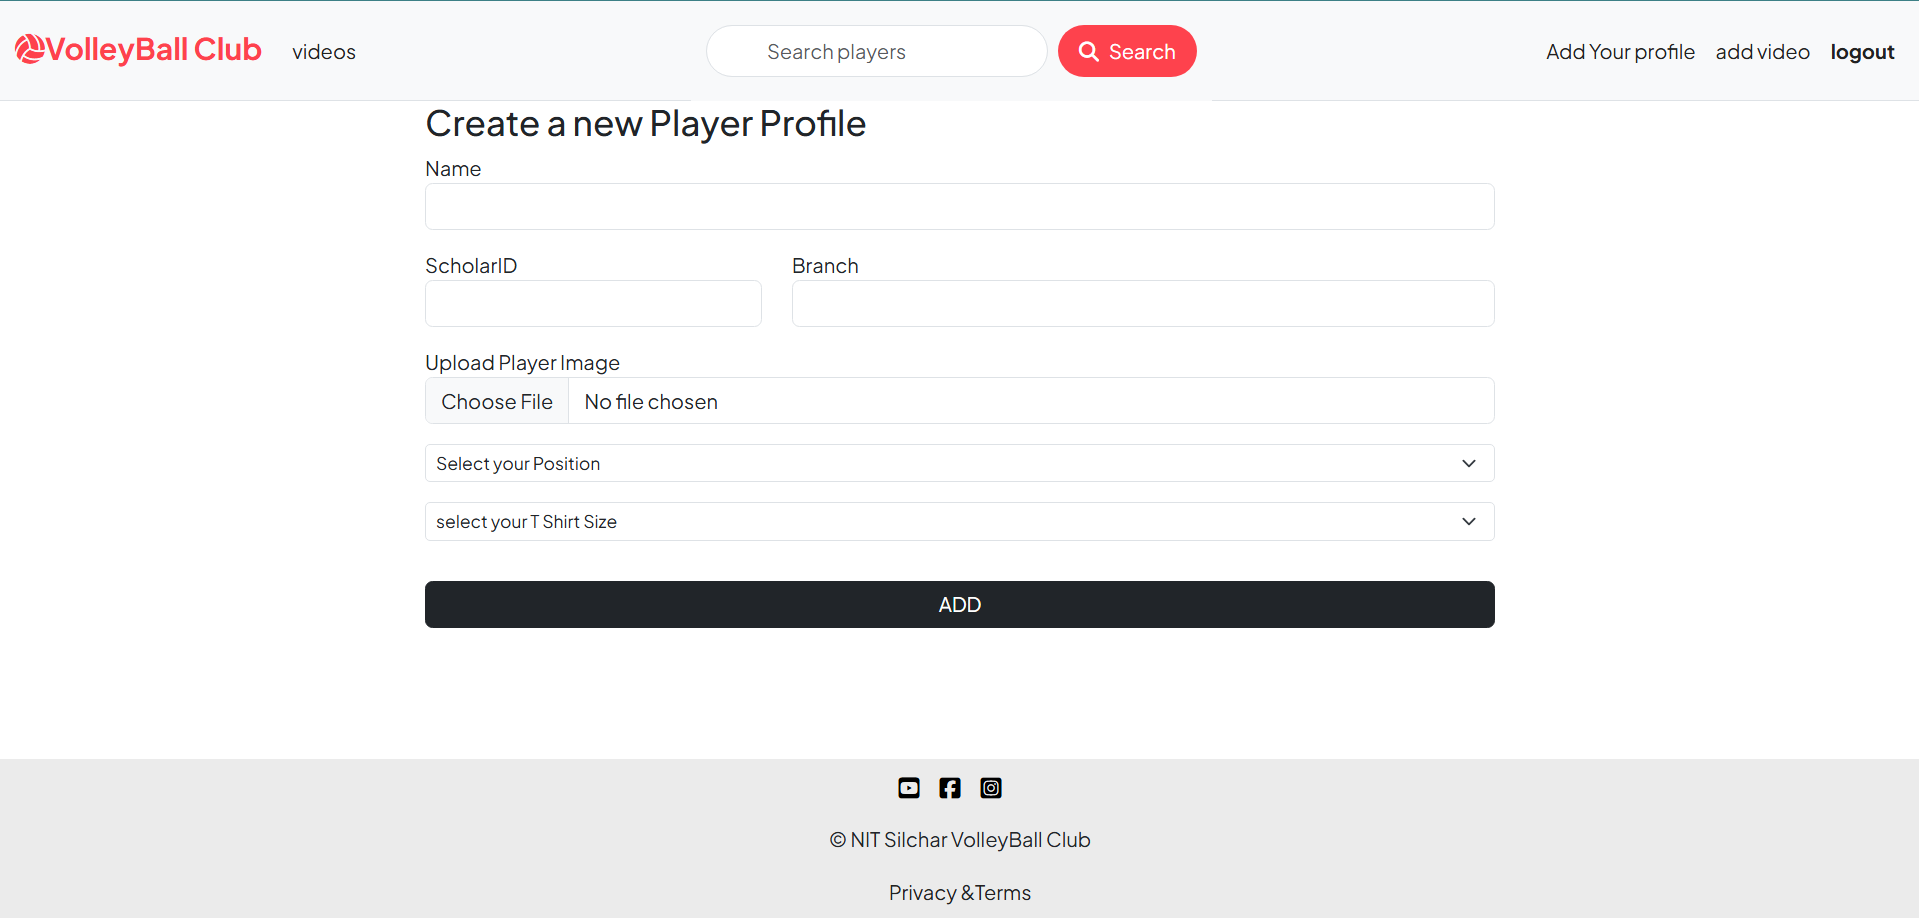 VolleyBall Club videos Search players Search Add Your profile add video logout
Create a new Player Profile
Name
ScholarID Branch
Upload Player Image
Choose File No file chosen
Select your Position
select your T Shirt Size
ADD
© NIT Silchar VolleyBall Club
Privacy &Terms